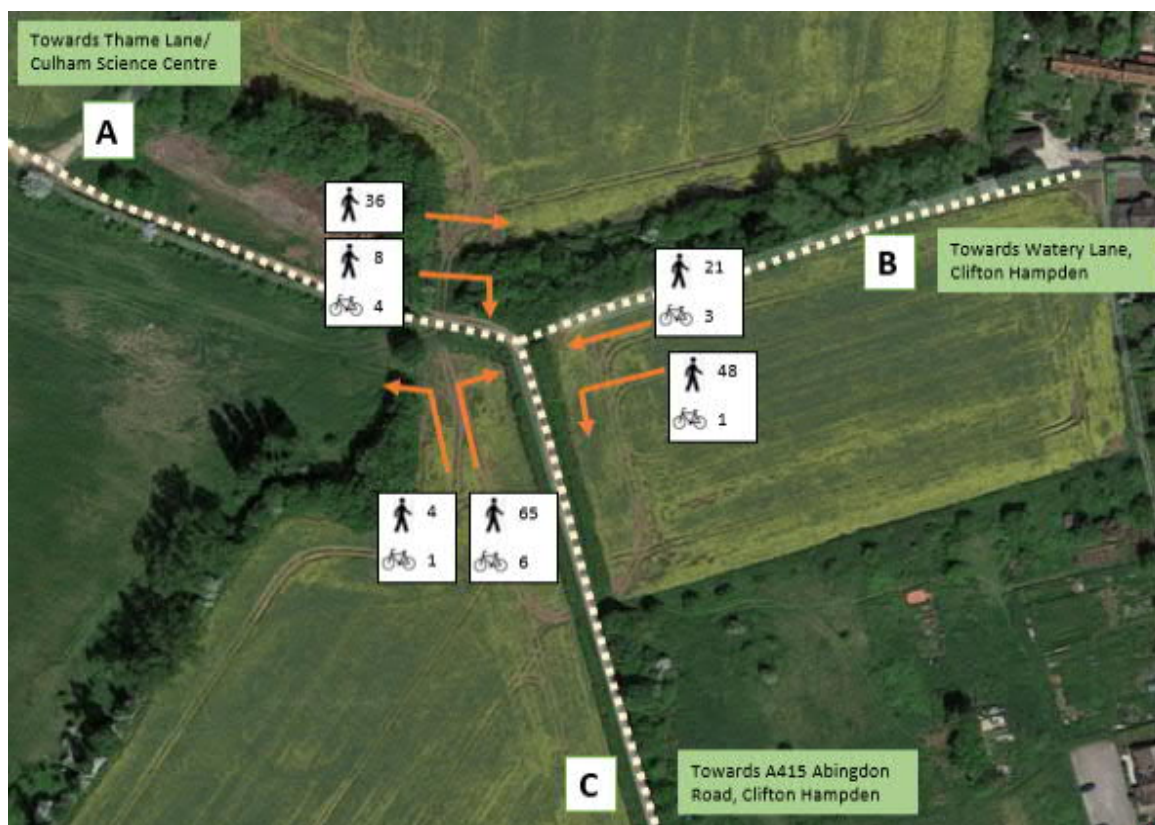 Towards Thame Lane/
Culham Science Centre
A
36
8
4
21
3
B
Towards Watery Lane,
Clifton Hampden
48
1
4
1
65
6
C
Towards A415 Abingdon
Road, Clifton Hampden